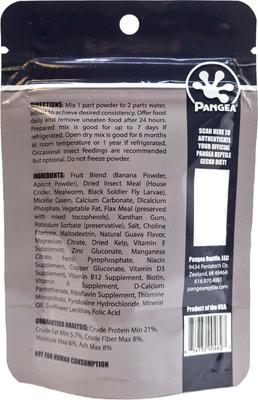 PANGEA
DIRECTIONS: Mix 1 part powder to 2 parts water,
adjust to achieve desired consistency. Offer food
daily and remove uneaten food after 24 hours.
Prepared mix is good for up to 7 days if
refrigerated. Open dry mix is good for 6 months
at room temperature or 1 year if refrigerated.
Occasional insect feedings are recommended
but optional. Do not freeze powder.
INGREDIENTS: Fruit Blend (Banana Powder,
Apricot Powder), Dried Insect Meal (House
Cricket, Mealworm, Black Soldier Fly Larvae),
Micellar Casein, Calcium Carbonate, Dicalcium
Phosphate, Vegetable Fat, Flax Meal (preserved
with mixed tocopherols), Xanthan Gum,
Potassium Sorbate (preservative), Salt, Choline
Maltodextrin, Natural Guava Flavor,
Magnesium Citrate, Dried Kelp, Vitamin E
Supplement, Zinc Gluconate, Manganese
Citrate, Ferric Pyrophosphate, Niacin
Supplement, Copper Gluconate, Vitamin D3
Supplement, Vitamin B12 Supplement, Biotin,
Vitamin A Supplement, D-Calcium
Pantothenate, Riboflavin Supplement, Thiamine
Mononitrate, Pyridoxine Hydrochloride, Mineral
Oil, Sunflower Lecithin, Folic Acid
GUARANTEED ANALYSIS: Crude Protein Min 21%,
Crude Fat Min 5.7%, Crude Fiber Max 8%,
Moisture Max 6%, Ash Max 8%
NOT FOR HUMAN CONSUMPTION
SCAN HERE TO
AUTHENTICATE
YOUR OFFICIAL
PANGEA REPTILE
GECKO DIET!
Pangea Reptile, LLC
Zeeland, MI 49464
pangeareptile.com
Product of the USA